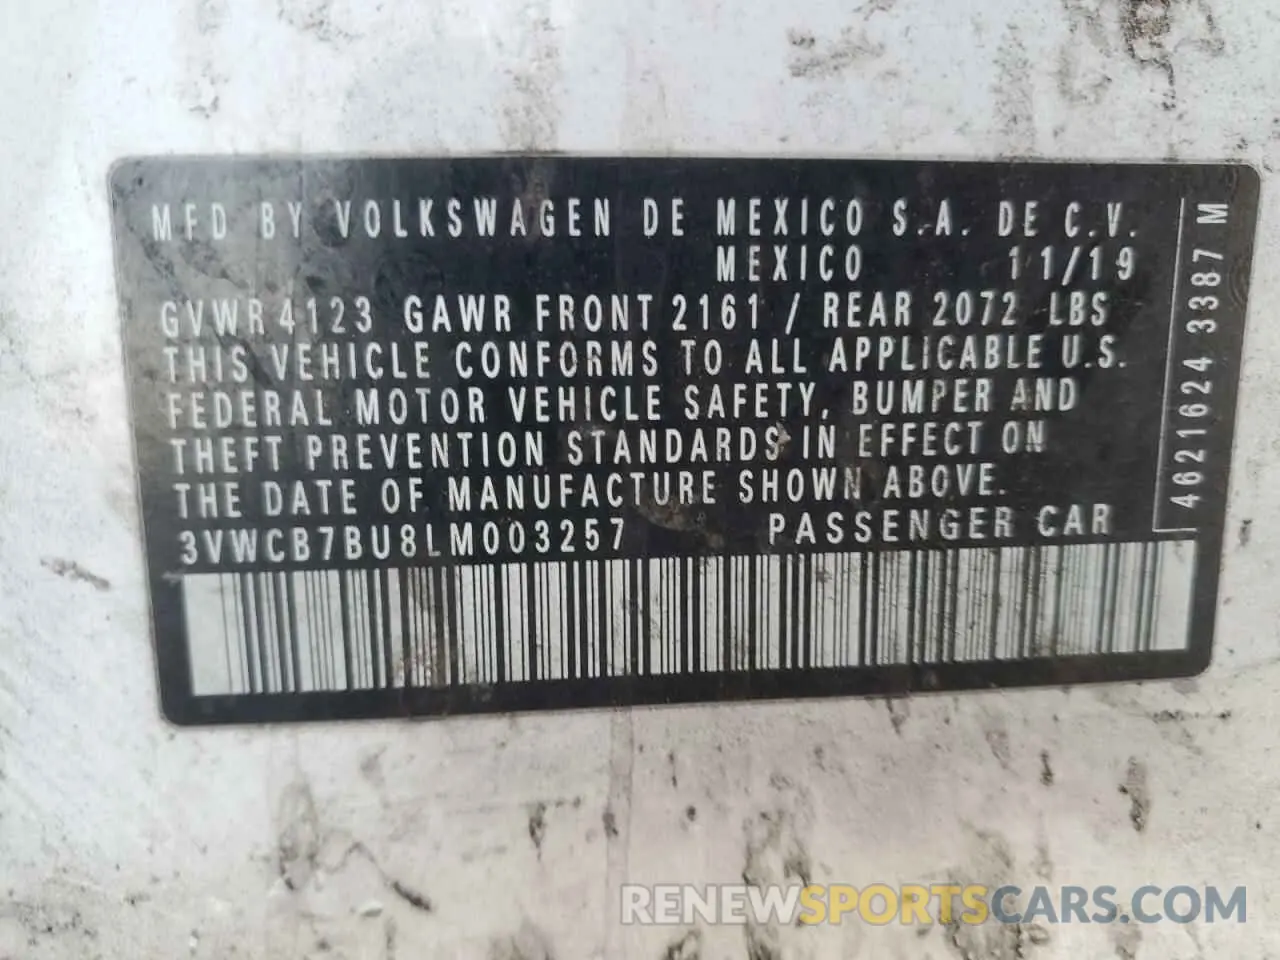 MFD BY VOLKSWAGEN DE MEXICO S.A. DE C.V.
MEXICO 11/19
GVWR 4123 GAWR FRONT 2161 / REAR 2072 LBS
THIS VEHICLE CONFORMS TO ALL APPLICABLE U.S.
FEDERAL MOTOR VEHICLE SAFETY, BUMPER AND
THEFT PREVENTION STANDARDS IN EFFECT ON
THE DATE OF MANUFACTURE SHOWN ABOVE.
3VWCB7BU8LM003257 PASSENGER CAR
4621624 3387 M
RENEWSPORTSCARS.COM